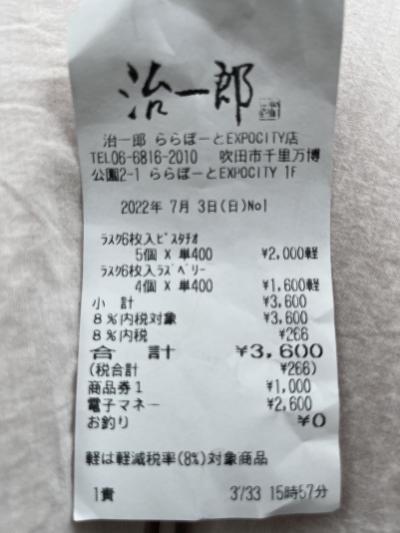 治一郎
治一郎 ららぽーとEXPOCITY店
TEL06-6816-2010 吹田市千里万博
公園2-1 ららぽーとEXPOCITY 1F
2022年 7月 3日(日)No1
ﾗｽｸ6枚入ﾋﾟｽﾀﾁｵ
5個 X 単400 ¥2,000軽
ﾗｽｸ6枚入ﾗｽﾞﾍﾞﾘｰ
4個 X 単400 ¥1,600軽
小 計 ¥3,600
8%内税対象 ¥3,600
8%内税 ¥266
合 計 ¥3,600
(税合計 ¥266)
商品券1 ¥1,000
電子マネー ¥2,600
お釣り ¥0
軽は軽減税率(8%)対象商品
1責 3733 15時57分